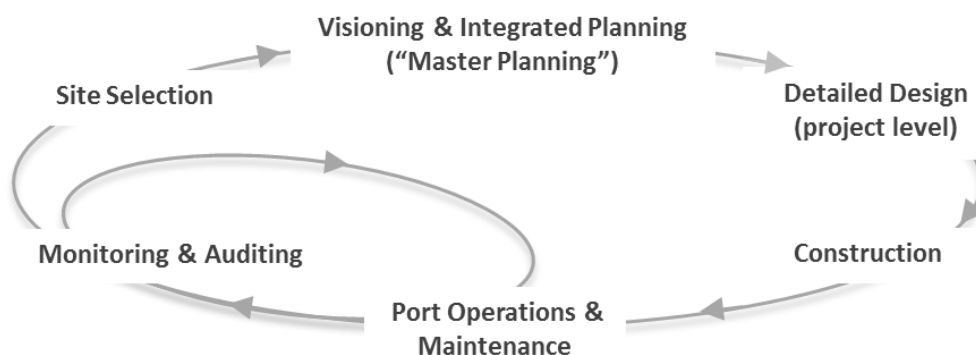 Visioning & Integrated Planning
(“Master Planning”)
Site Selection
Detailed Design
(project level)
Monitoring & Auditing
Construction
Port Operations &
Maintenance